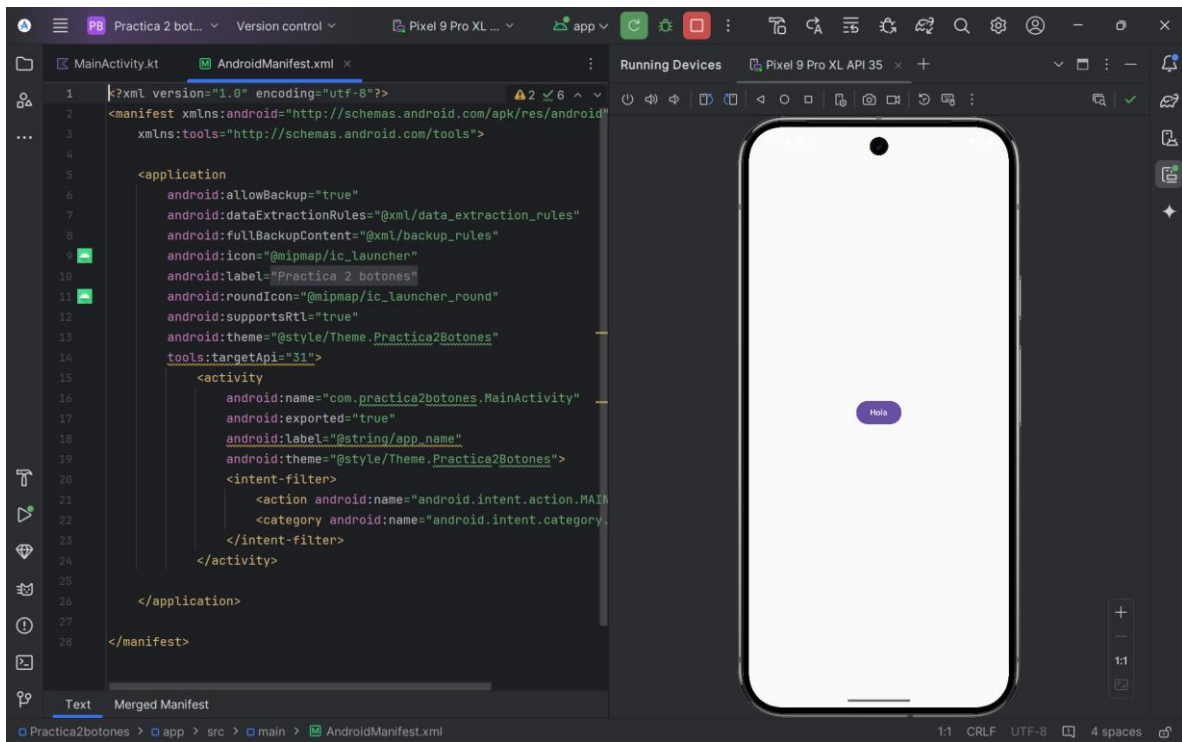 PB Practica 2 bot... Version control Pixel 9 Pro XL ... app
MainActivity.kt AndroidManifest.xml Running Devices Pixel 9 Pro XL API 35
2 6
1 <?xml version="1.0" encoding="utf-8"?>
2 <manifest xmlns:android="http://schemas.android.com/apk/res/android"
3 xmlns:tools="http://schemas.android.com/tools">
4
5 <application
6 android:allowBackup="true"
7 android:dataExtractionRules="@xml/data_extraction_rules"
8 android:fullBackupContent="@xml/backup_rules"
9 android:icon="@mipmap/ic_launcher"
10 android:label="Practica 2 botones"
11 android:roundIcon="@mipmap/ic_launcher_round"
12 android:supportsRtl="true"
13 android:theme="@style/Theme.Practica2Botones"
14 tools:targetApi="31">
15 <activity
16 android:name="com.practica2botones.MainActivity"
17 android:exported="true"
18 android:label="@string/app_name"
19 android:theme="@style/Theme.Practica2Botones">
20 <intent-filter>
21 <action android:name="android.intent.action.MAIN
22 <category android:name="android.intent.category.
23 </intent-filter>
24 </activity>
25
26 </application>
27
28 </manifest>
Hola
1:1
Text Merged Manifest
Practica2botones > app > src > main > AndroidManifest.xml 1:1 CRLF UTF-8 4 spaces